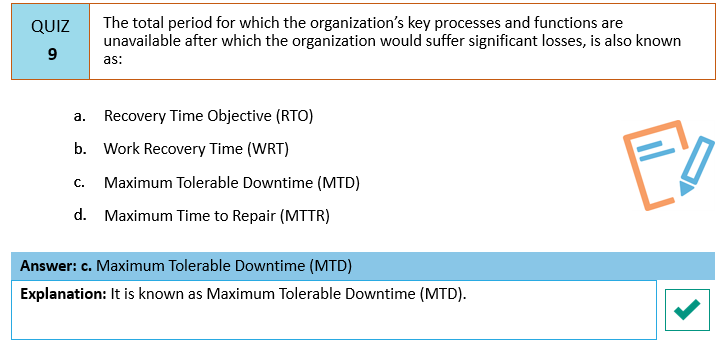 QUIZ
9
The total period for which the organization’s key processes and functions are
unavailable after which the organization would suffer significant losses, is also known
as:
a. Recovery Time Objective (RTO)
b. Work Recovery Time (WRT)
c. Maximum Tolerable Downtime (MTD)
d. Maximum Time to Repair (MTTR)
Answer: c. Maximum Tolerable Downtime (MTD)
Explanation: It is known as Maximum Tolerable Downtime (MTD).